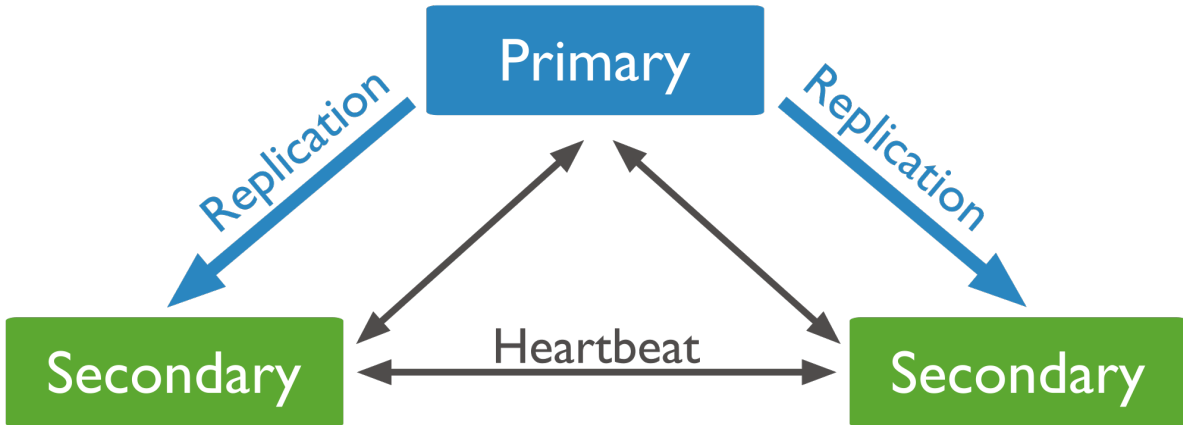 Primary
Replication
Replication
Heartbeat
Secondary
Secondary